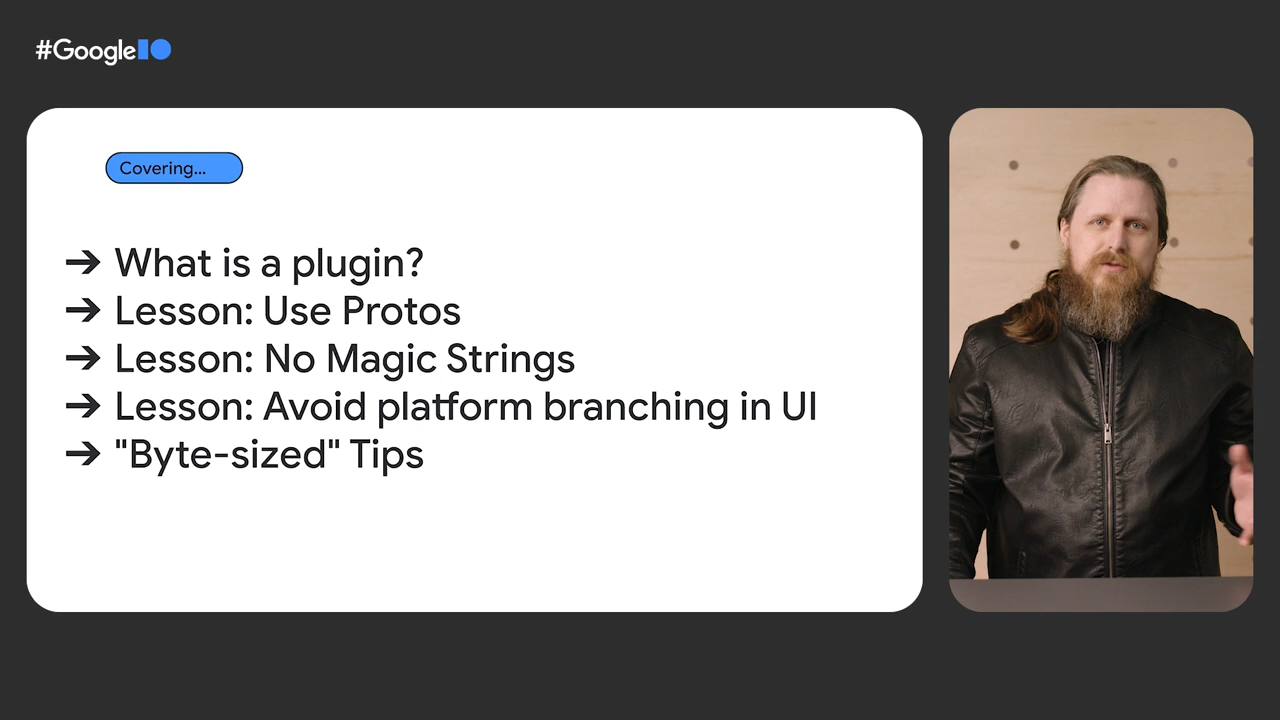 #GoogleIO
Covering...
➔ What is a plugin?
➔ Lesson: Use Protos
➔ Lesson: No Magic Strings
➔ Lesson: Avoid platform branching in UI
➔ "Byte-sized" Tips